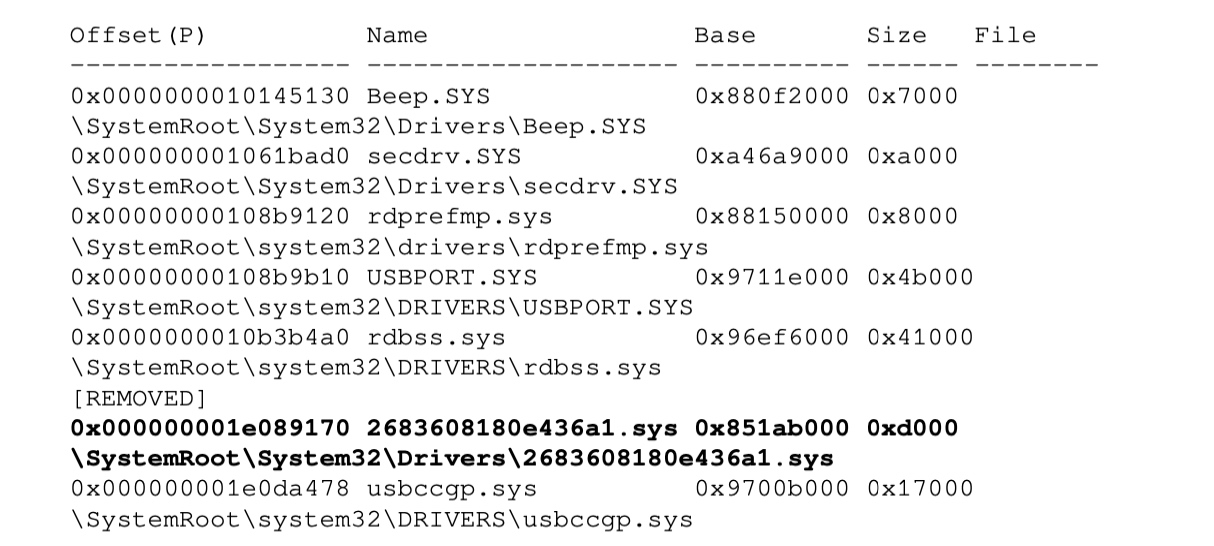 Offset(P)          Name                 Base       Size   File
------------------ -------------------- ---------- ------ --------
0x0000000010145130 Beep.SYS             0x880f2000 0x7000
\SystemRoot\System32\Drivers\Beep.SYS
0x000000001061bad0 secdrv.SYS           0xa46a9000 0xa000
\SystemRoot\System32\Drivers\secdrv.SYS
0x00000000108b9120 rdprefmp.sys         0x88150000 0x8000
\SystemRoot\system32\drivers\rdprefmp.sys
0x00000000108b9b10 USBPORT.SYS          0x9711e000 0x4b000
\SystemRoot\system32\DRIVERS\USBPORT.SYS
0x0000000010b3b4a0 rdbss.sys            0x96ef6000 0x41000
\SystemRoot\system32\DRIVERS\rdbss.sys
[REMOVED]
0x000000001e089170 2683608180e436a1.sys 0x851ab000 0xd000
\SystemRoot\System32\Drivers\2683608180e436a1.sys
0x000000001e0da478 usbccgp.sys          0x9700b000 0x17000
\SystemRoot\system32\DRIVERS\usbccgp.sys